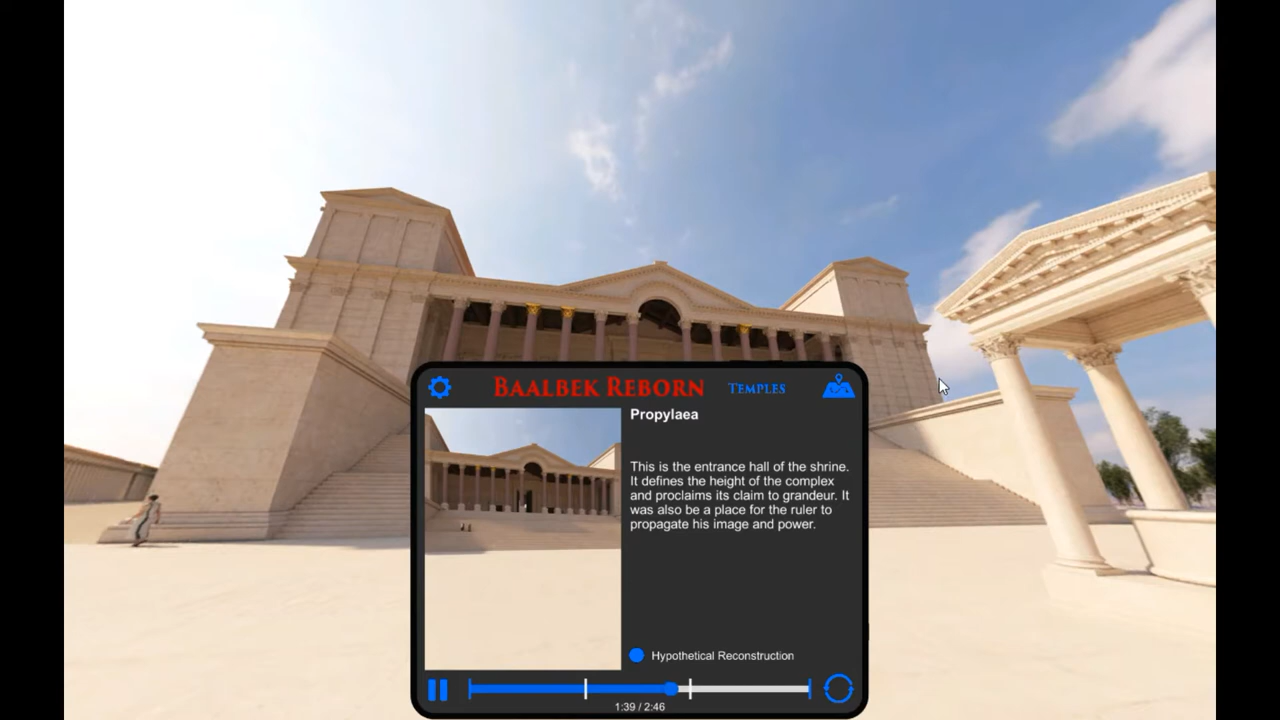 BAALBEK REBORN TEMPLES
Propylaea
This is the entrance hall of the shrine.
It defines the height of the complex
and proclaims its claim to grandeur. It
was also be a place for the ruler to
propagate his image and power.
Hypothetical Reconstruction
1:39 / 2:46